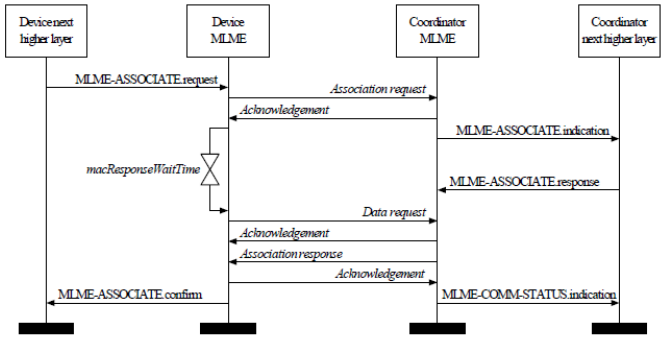 Device next
higher layer
Device
MLME
Coordinator
MLME
Coordinator
next higher layer
MLME-ASSOCIATE.request
Association request
Acknowledgement
MLME-ASSOCIATE.indication
macResponseWaitTime
MLME-ASSOCIATE.response
Data request
Acknowledgement
Association response
Acknowledgement
MLME-ASSOCIATE.confirm
MLME-COMM-STATUS.indication